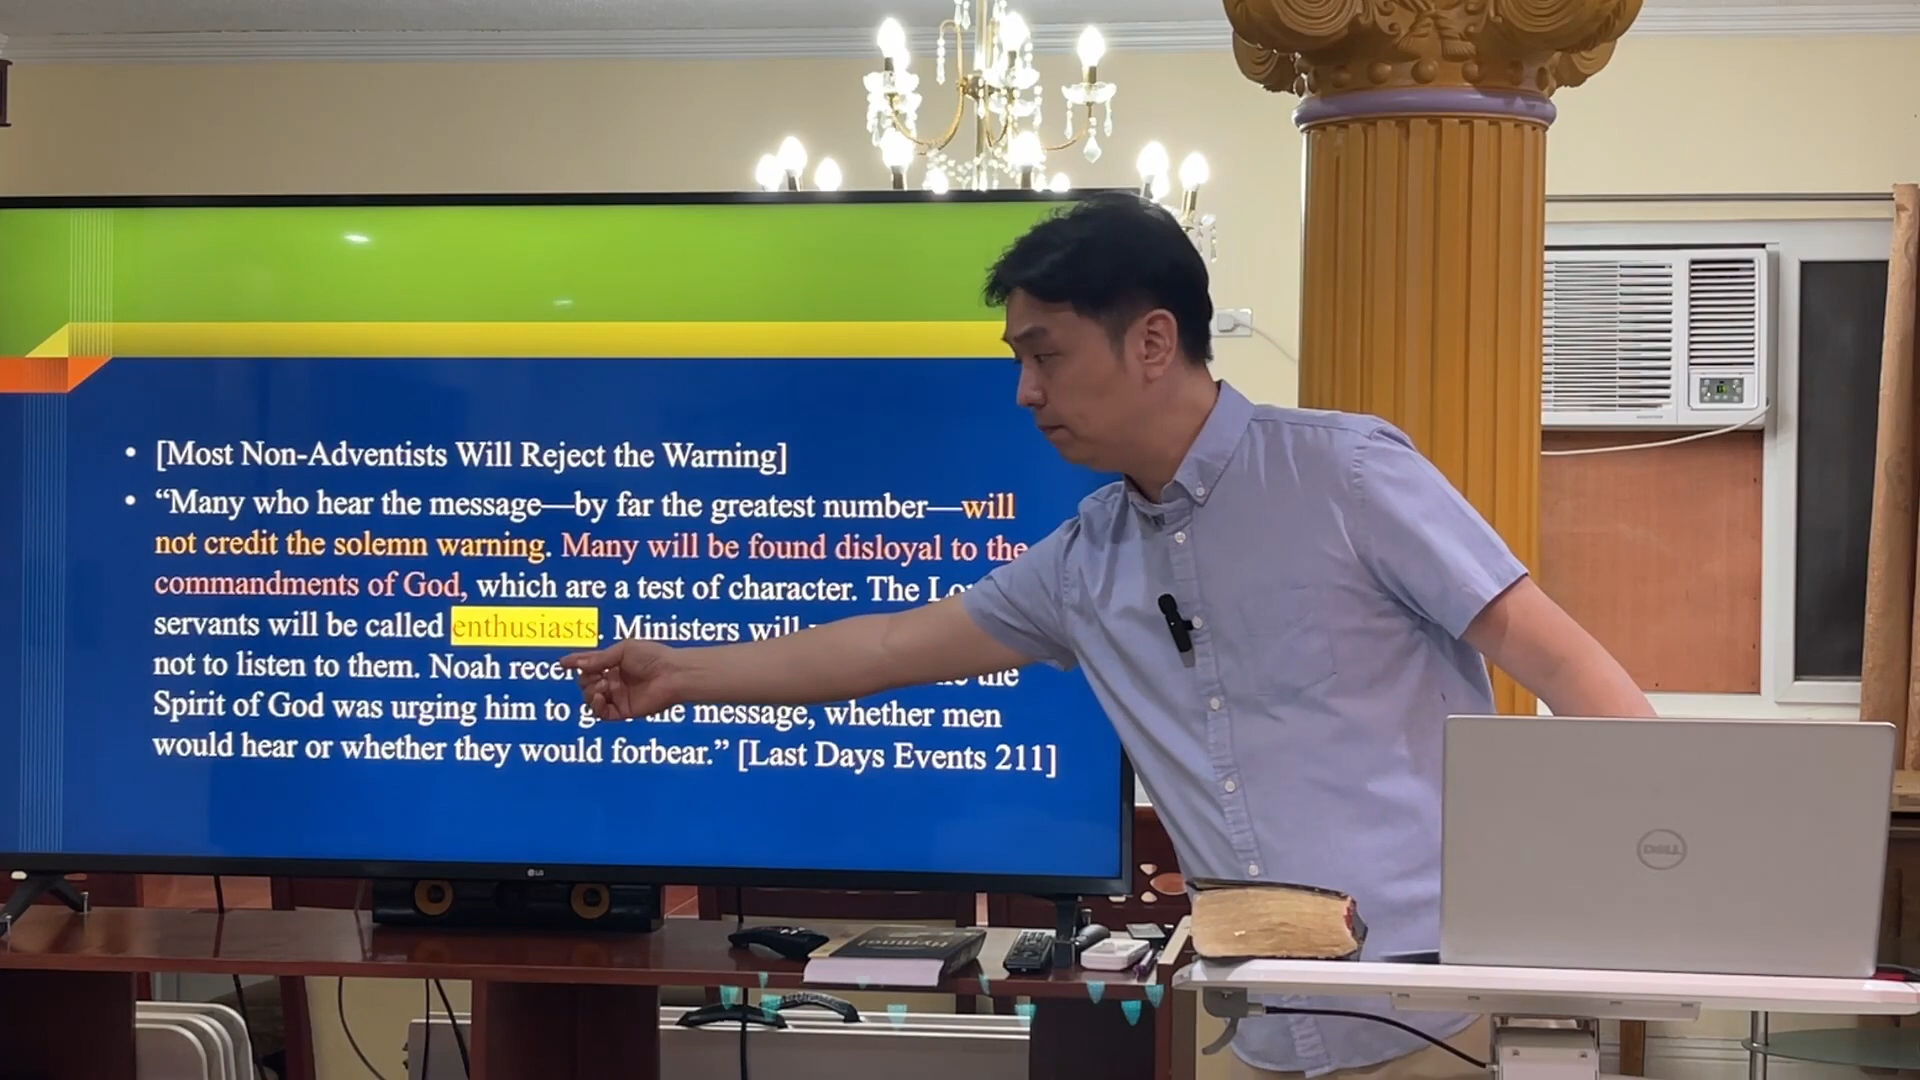 • [Most Non-Adventists Will Reject the Warning]
• “Many who hear the message—by far the greatest number—will
not credit the solemn warning. Many will be found disloyal to the
commandments of God, which are a test of character. The
servants will be called enthusiasts. Ministers will
not to listen to them. Noah the
Spirit of God was urging him to the message, whether men
would hear or whether they would forbear.” [Last Days Events 211]
LG
DELL
Hymnal